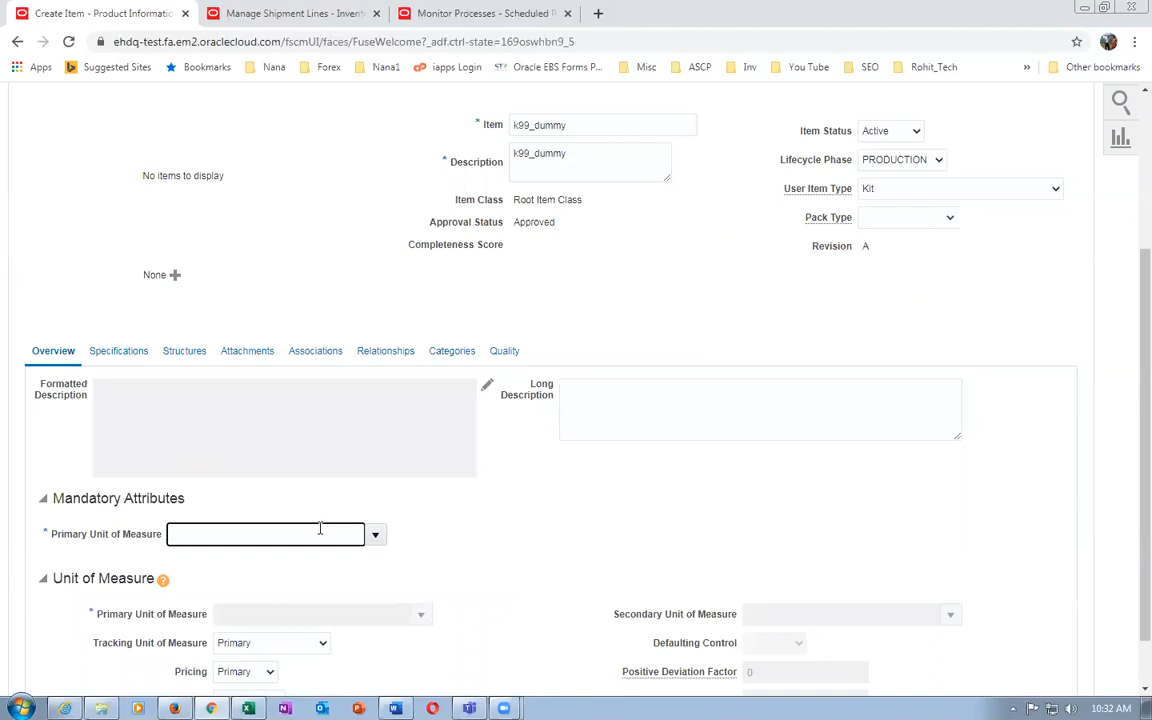 Create Item - Product Informatic
Manage Shipment Lines - Invent
Monitor Processes - Scheduled P
ehdq-test.fa.em2.oraclecloud.com/fscmUI/faces/FuseWelcome?_adf.ctrl-state=169oswhbn9_5
Apps
Suggested Sites
Bookmarks
Nana
Forex
Nana1
iapps Login
Oracle EBS Forms P...
Misc
ASCP
Inv
You Tube
SEO
Rohit_Tech
»
Other bookmarks
* Item
k99_dummy
* Description
k99_dummy
Item Class
Root Item Class
Approval Status
Approved
Completeness Score
No items to display
None
Item Status
Active
Lifecycle Phase
PRODUCTION
User Item Type
Kit
Pack Type
Revision
A
Overview
Specifications
Structures
Attachments
Associations
Relationships
Categories
Quality
Formatted
Description
Long
Description
Mandatory Attributes
* Primary Unit of Measure
Unit of Measure
* Primary Unit of Measure
Tracking Unit of Measure
Primary
Pricing
Primary
Secondary Unit of Measure
Defaulting Control
Positive Deviation Factor
0
10:32 AM